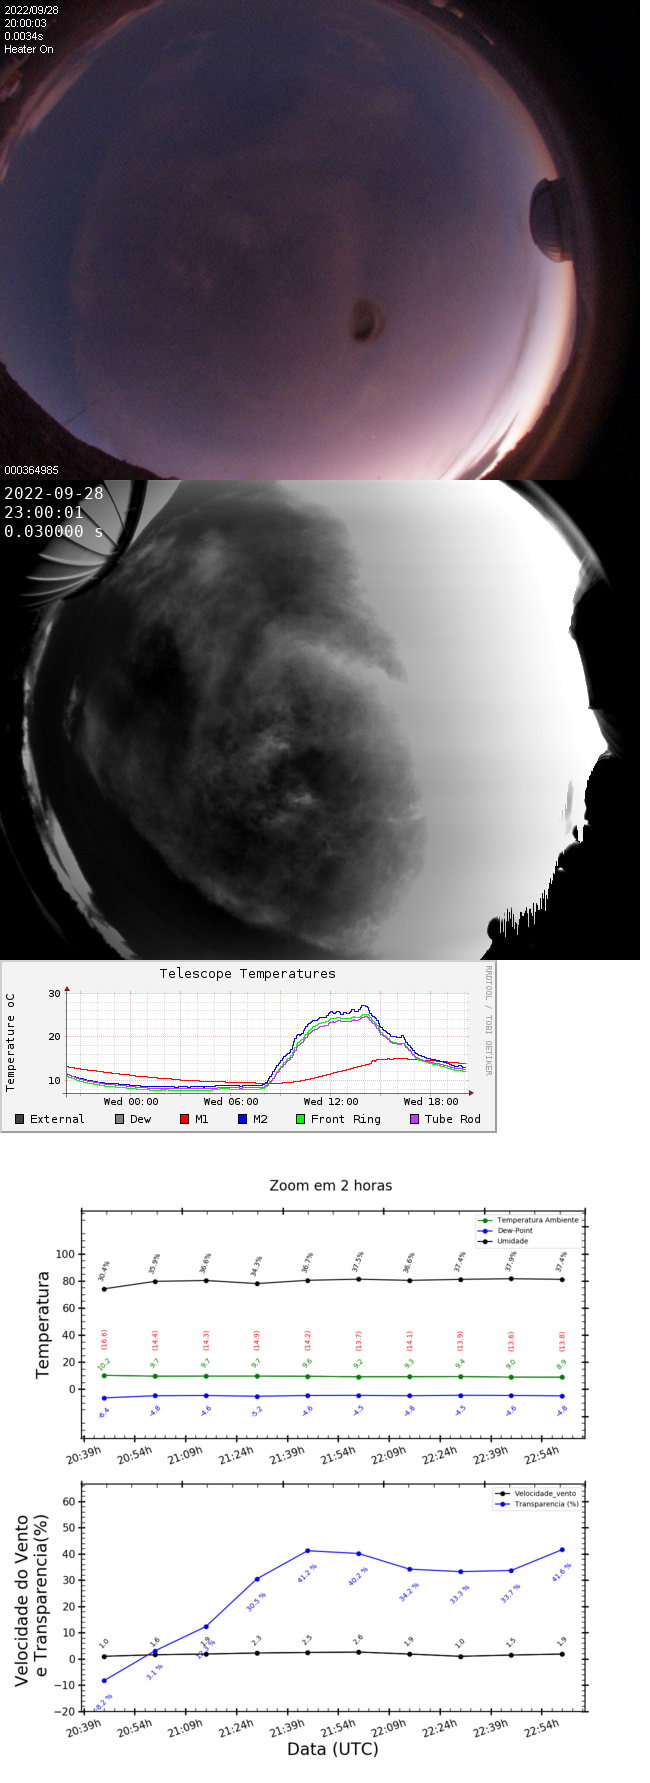 2022/09/28
20:00:03
0.0034s
Heater On
000364985
2022-09-28
23:00:01
0.030000 s
Telescope Temperatures
RRDTOOL / TOBI OETIKER
Temperature oC
30
20
10
Wed 00:00 Wed 06:00 Wed 12:00 Wed 18:00
External Dew M1 M2 Front Ring Tube Rod
Zoom em 2 horas
Temperatura Ambiente
Dew-Point
Umidade
Temperatura
100
80
60
40
20
0
30.4% 35.9% 36.6% 34.3% 36.7% 37.5% 36.6% 37.4% 37.9% 37.4%
(16.6) (14.4) (14.3) (14.9) (14.2) (13.7) (14.1) (13.9) (13.6) (13.8)
10.2 9.7 9.7 9.7 9.6 9.2 9.3 9.4 9.0 8.9
-6.4 -4.8 -4.6 -5.2 -4.6 -4.5 -4.8 -4.5 -4.6 -4.8
20:39h 20:54h 21:09h 21:24h 21:39h 21:54h 22:09h 22:24h 22:39h 22:54h
Velocidade_vento
Transparencia (%)
Velocidade do Vento
e Transparencia(%)
60
50
40
30
20
10
0
−10
−20
1.0 1.6 1.9 2.3 2.5 2.6 1.9 1.0 1.5 1.9
-8.2 % 3.1 % 30.5 % 41.2 % 40.2 % 34.2 % 33.3 % 33.7 % 41.6 %
20:39h 20:54h 21:09h 21:24h 21:39h 21:54h 22:09h 22:24h 22:39h 22:54h
Data (UTC)